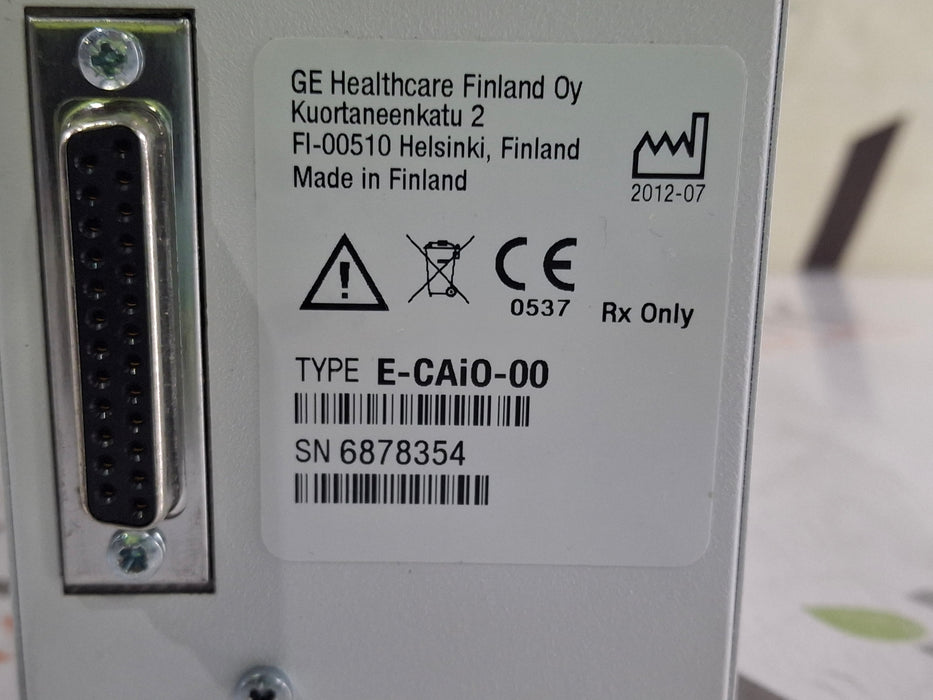 GE Healthcare Finland Oy
Kuortaneenkatu 2
FI-00510 Helsinki, Finland
Made in Finland
2012-07
CE
0537
Rx Only
TYPE E-CAiO-00
SN 6878354